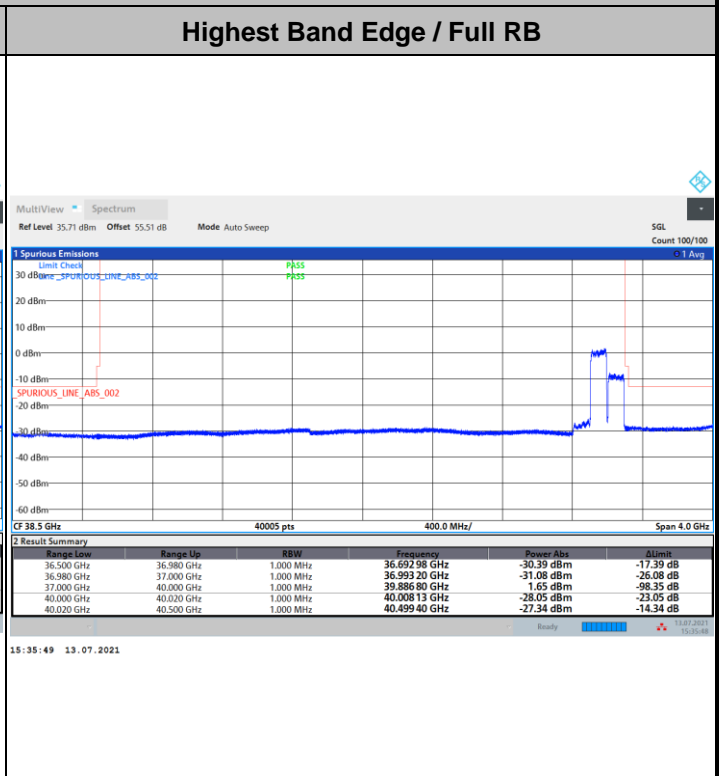 Highest Band Edge / Full RB
MultiView Spectrum
Ref Level 35.71 dBm Offset 55.51 dB Mode Auto Sweep SGL
Count 100/100
1 Spurious Emissions 1 Avg
Limit Check PASS
30 dBm Line _SPURIOUS_LINE_ABS_002 PASS
20 dBm
10 dBm
0 dBm
-10 dBm
_SPURIOUS_LINE_ABS_002
-20 dBm
-30 dBm
-40 dBm
-50 dBm
-60 dBm
CF 38.5 GHz 40005 pts 400.0 MHz/ Span 4.0 GHz
2 Result Summary
Range Low Range Up RBW Frequency Power Abs ΔLimit
36.500 GHz 36.980 GHz 1.000 MHz 36.692 98 GHz -30.39 dBm -17.39 dB
36.980 GHz 37.000 GHz 1.000 MHz 36.993 20 GHz -31.08 dBm -26.08 dB
37.000 GHz 40.000 GHz 1.000 MHz 39.886 80 GHz 1.65 dBm -98.35 dB
40.000 GHz 40.020 GHz 1.000 MHz 40.008 13 GHz -28.05 dBm -23.05 dB
40.020 GHz 40.500 GHz 1.000 MHz 40.499 40 GHz -27.34 dBm -14.34 dB
Ready 13.07.2021
15:35:48
15:35:49 13.07.2021